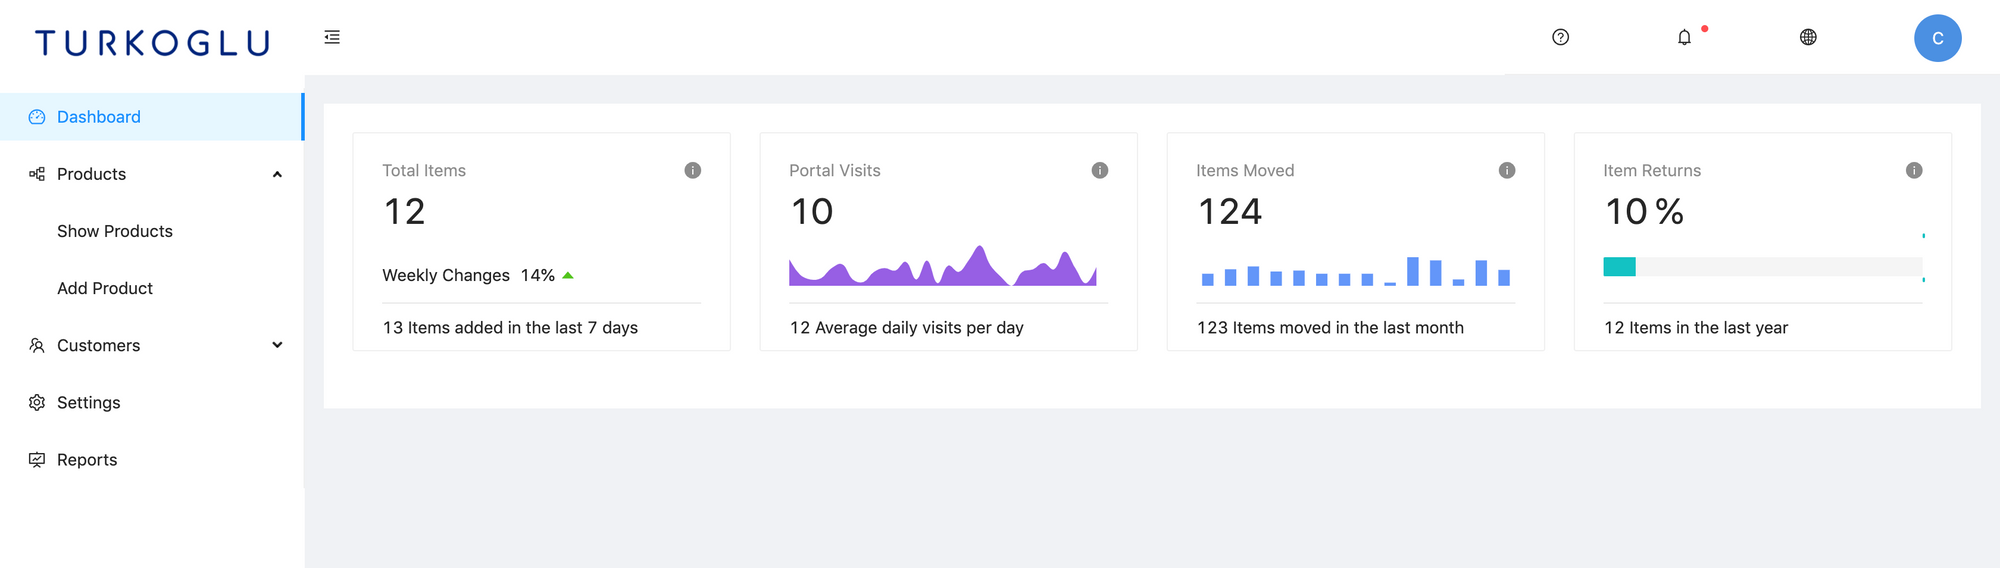 TURKOGLU
C
Dashboard
Products
Show Products
Add Product
Customers
Settings
Reports
Total Items
12
Weekly Changes 14%
13 Items added in the last 7 days
Portal Visits
10
12 Average daily visits per day
Items Moved
124
123 Items moved in the last month
Item Returns
10 %
12 Items in the last year